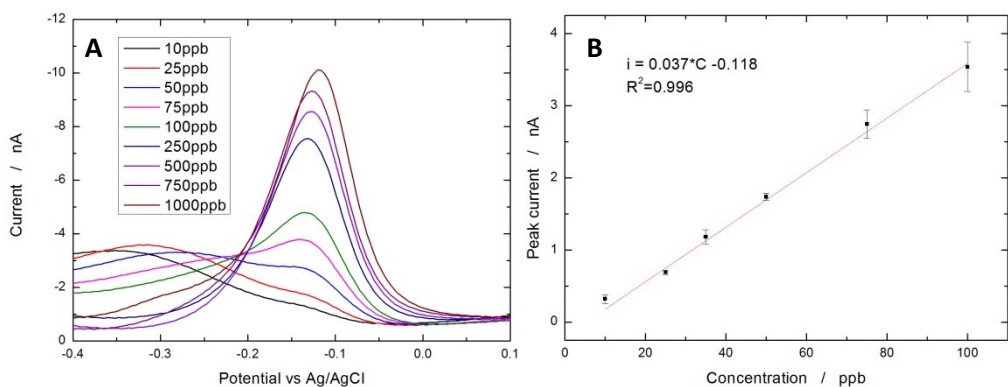 A
10ppb
25ppb
50ppb
75ppb
100ppb
250ppb
500ppb
750ppb
1000ppb
-12
-10
-8
-6
-4
-2
0
Current / nA
-0.4
-0.3
-0.2
-0.1
0.0
0.1
Potential vs Ag/AgCl
B
i = 0.037*C -0.118
R²=0.996
4
3
2
1
0
Peak current / nA
0
20
40
60
80
100
Concentration / ppb